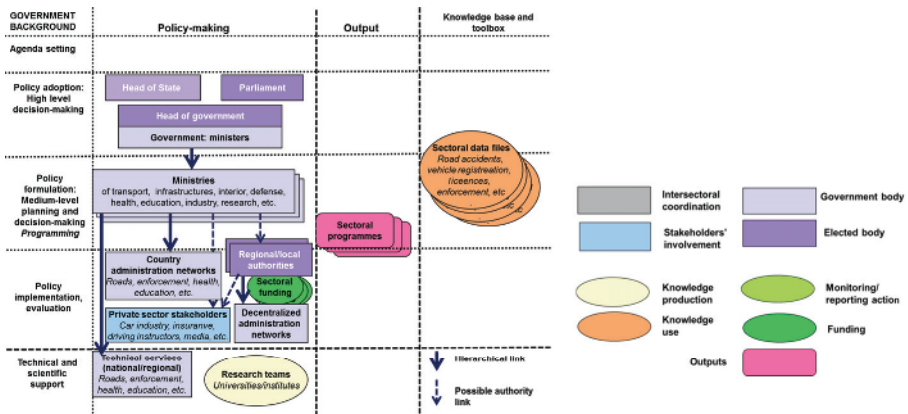 GOVERNMENT
BACKGROUND
Policy-making
Output
Knowledge base and
toolbox
Agenda setting
Policy adoption:
High level
decision-making
Head of State
Parliament
Head of government
Government: ministers
Policy
formulation:
Medium-level
planning and
decision-making
Programming
Ministries
of transport, infrastructures, interior, defense,
health, education, industry, research, etc.
Sectoral
programmes
Sectoral data files
Road accidents,
vehicle registreation,
licences,
enforcement, etc
Policy
implementation,
evaluation
Country
administration networks
Roads, enforcement, health,
education, etc.
Regional/local
authorities
Sectoral
funding
Private sector stakeholders
Car industry, insuranve,
driving instructors, media, etc.
Decentralized
administration
networks
Technical and
scientific
support
Technical services
(national/regional)
Roads, enforcement,
health, education, etc.
Research teams
Universities/institutes
Hierarchical link
Possible authority
link
Intersectoral
coordination
Government body
Stakeholders'
involvement
Elected body
Knowledge
production
Monitoring/
reporting action
Knowledge
use
Funding
Outputs